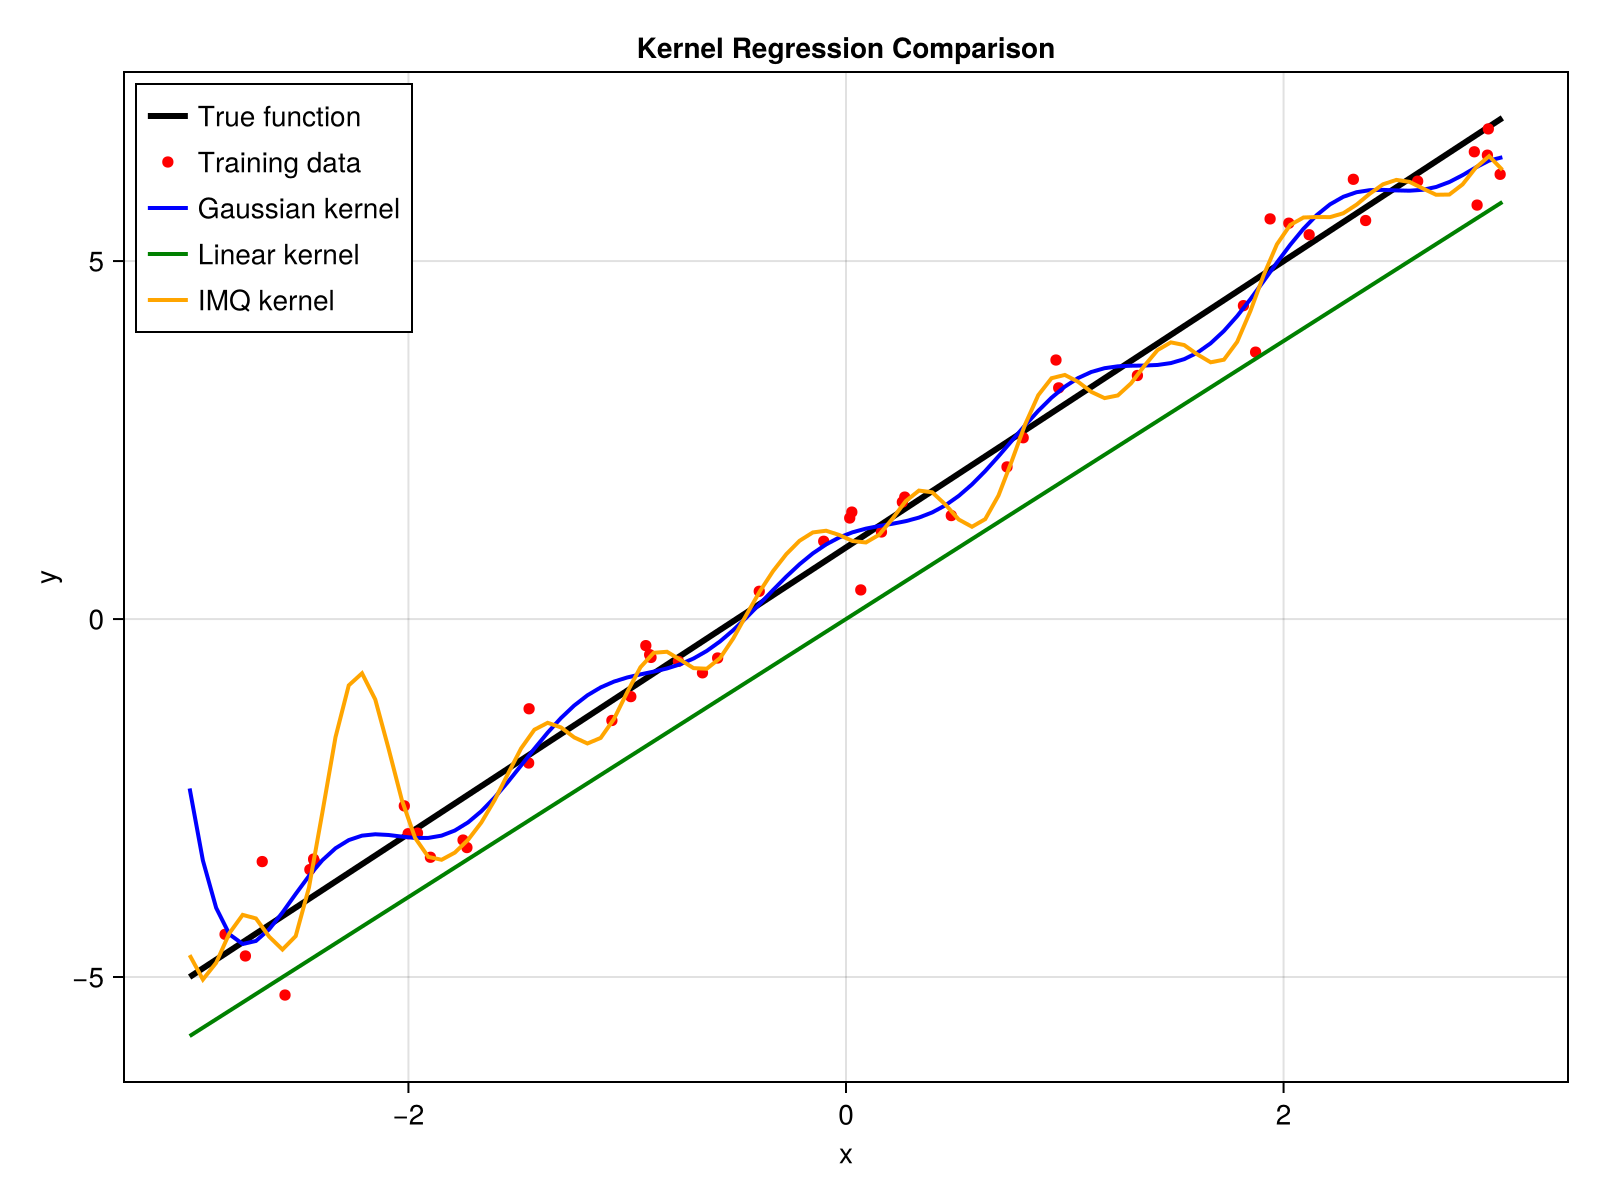 Kernel Regression Comparison
True function
Training data
Gaussian kernel
Linear kernel
IMQ kernel
5
0
−5
y
−2
0
2
x